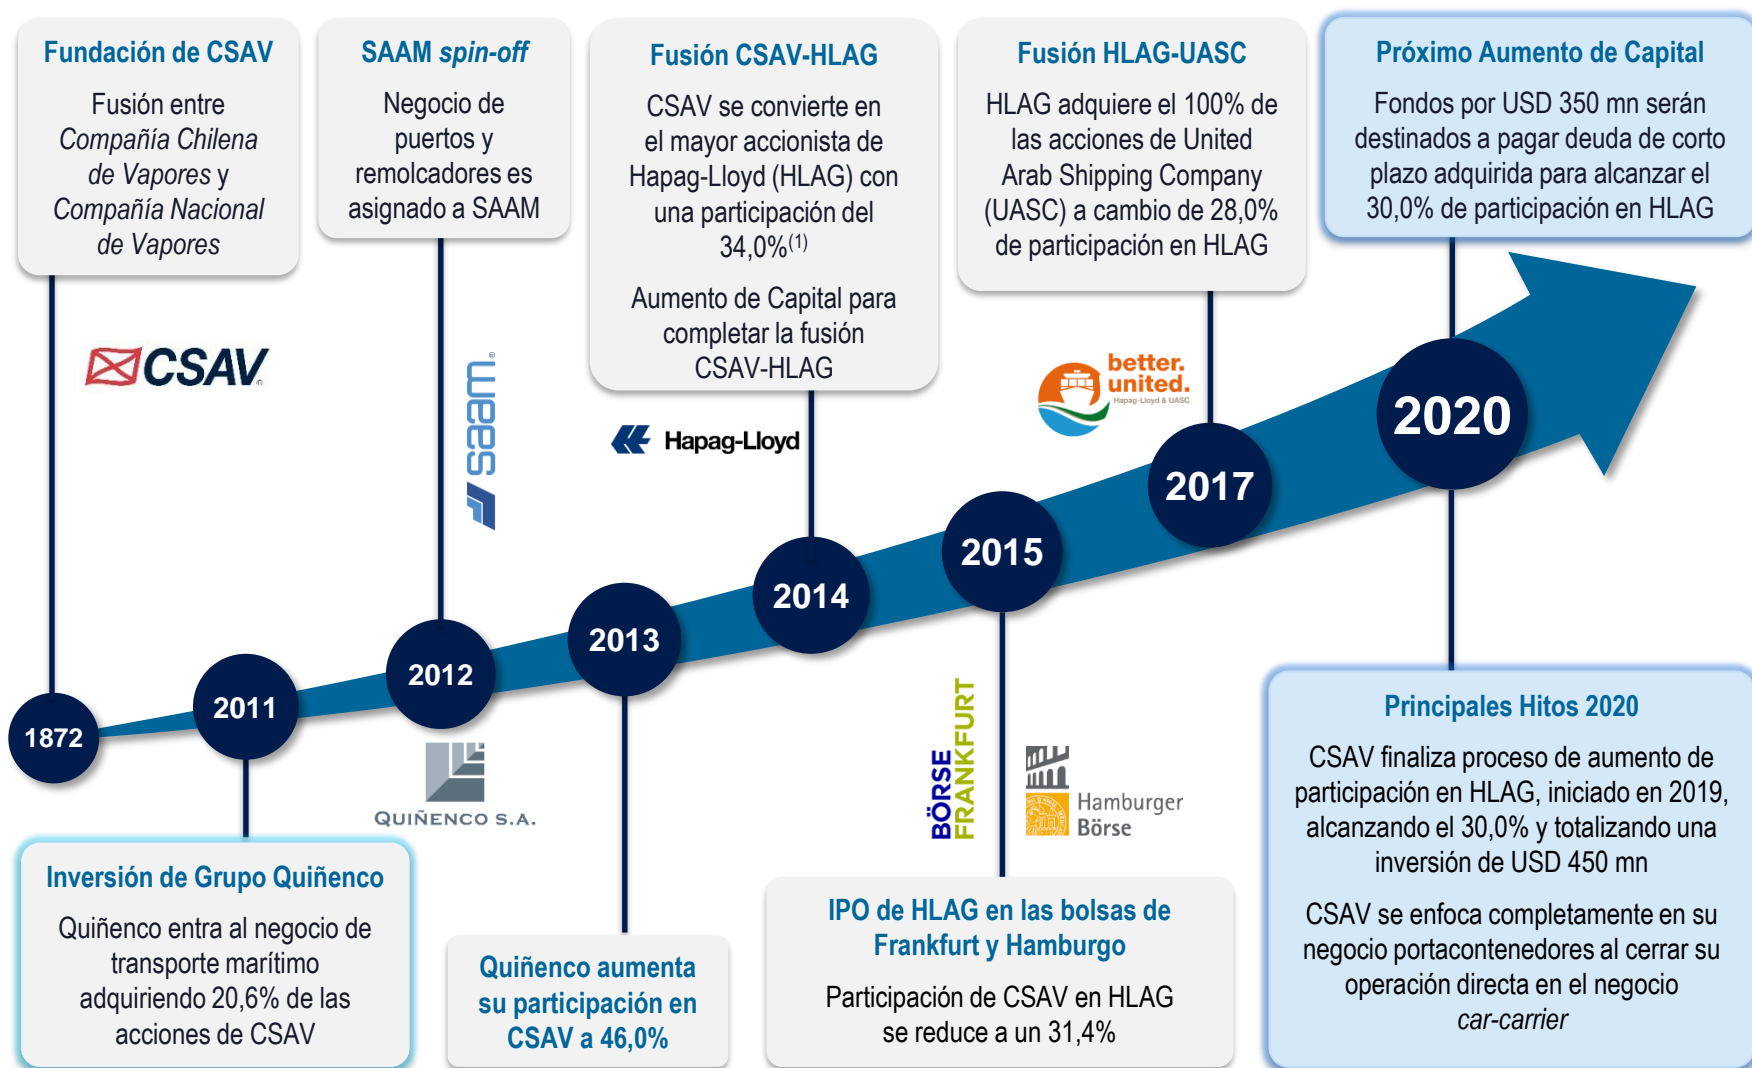 Fundación de CSAV
Fusión entre
Compañía Chilena
de Vapores y
Compañía Nacional
de Vapores
SAAM spin-off
Negocio de
puertos y
remolcadores es
asignado a SAAM
Fusión CSAV-HLAG
CSAV se convierte en
el mayor accionista de
Hapag-Lloyd (HLAG) con
una participación del
34,0%(1)
Aumento de Capital para
completar la fusión
CSAV-HLAG
Fusión HLAG-UASC
HLAG adquiere el 100% de
las acciones de United
Arab Shipping Company
(UASC) a cambio de 28,0%
de participación en HLAG
Próximo Aumento de Capital
Fondos por USD 350 mn serán
destinados a pagar deuda de corto
plazo adquirida para alcanzar el
30,0% de participación en HLAG
CSAV
saam
Hapag-Lloyd
better.
united.
Hapag-Lloyd & UASC
1872
2011
2012
2013
2014
2015
2017
2020
QUIÑENCO S.A.
BÖRSE
FRANKFURT
Hamburger
Börse
Inversión de Grupo Quiñenco
Quiñenco entra al negocio de
transporte marítimo
adquiriendo 20,6% de las
acciones de CSAV
Quiñenco aumenta
su participación en
CSAV a 46,0%
IPO de HLAG en las bolsas de
Frankfurt y Hamburgo
Participación de CSAV en HLAG
se reduce a un 31,4%
Principales Hitos 2020
CSAV finaliza proceso de aumento de
participación en HLAG, iniciado en 2019,
alcanzando el 30,0% y totalizando una
inversión de USD 450 mn
CSAV se enfoca completamente en su
negocio portacontenedores al cerrar su
operación directa en el negocio
car-carrier